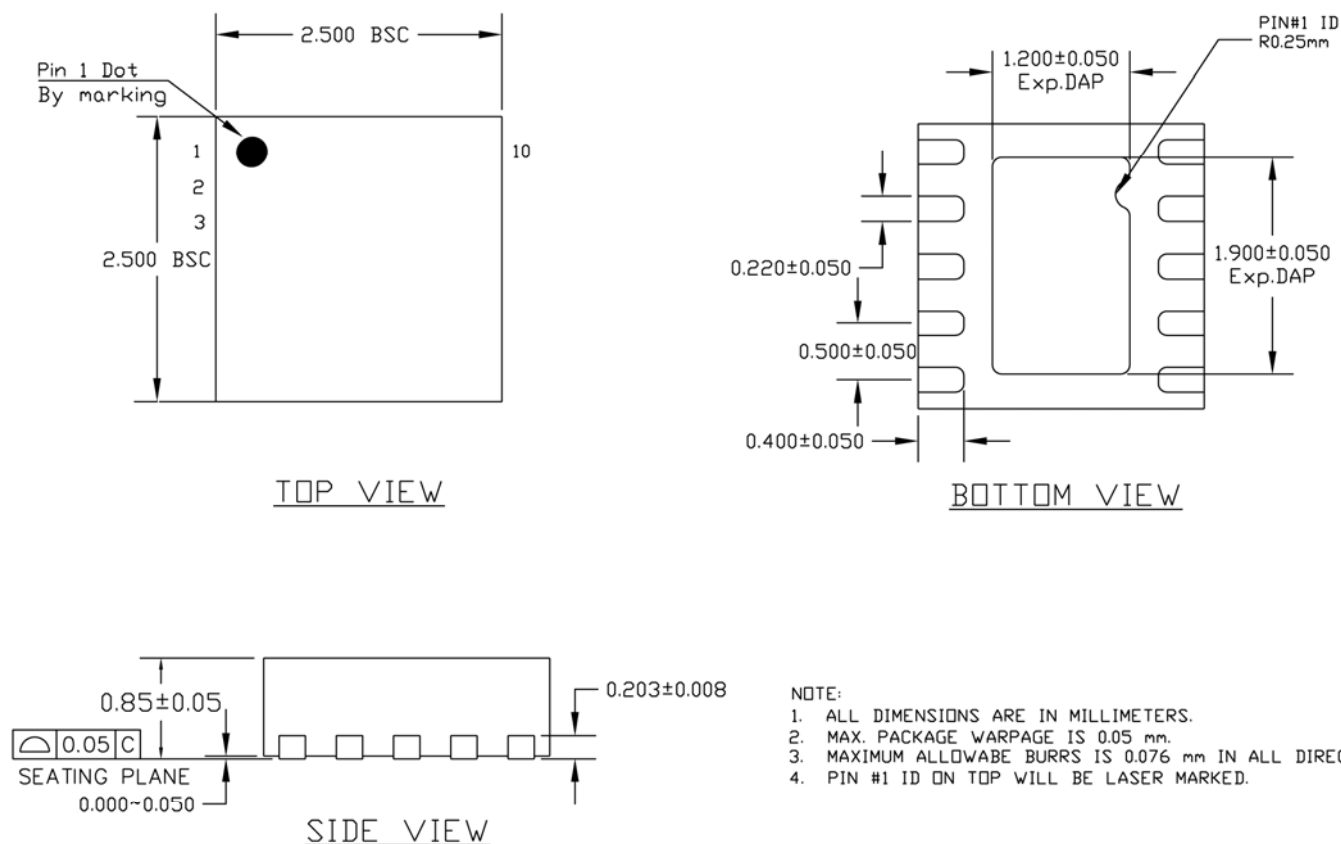 2.500 BSC
Pin 1 Dot
By marking
1
10
2
3
2.500 BSC
TOP VIEW
PIN#1 ID
R0.25mm
1.200±0.050
Exp.DAP
0.220±0.050
1.900±0.050
Exp.DAP
0.500±0.050
0.400±0.050
BOTTOM VIEW
0.85±0.05
0.203±0.008
0.05 C
SEATING PLANE
0.000~0.050
SIDE VIEW
NOTE:
1. ALL DIMENSIONS ARE IN MILLIMETERS.
2. MAX. PACKAGE WARPAGE IS 0.05 mm.
3. MAXIMUM ALLOWABE BURRS IS 0.076 mm IN ALL DIREC
4. PIN #1 ID ON TOP WILL BE LASER MARKED.